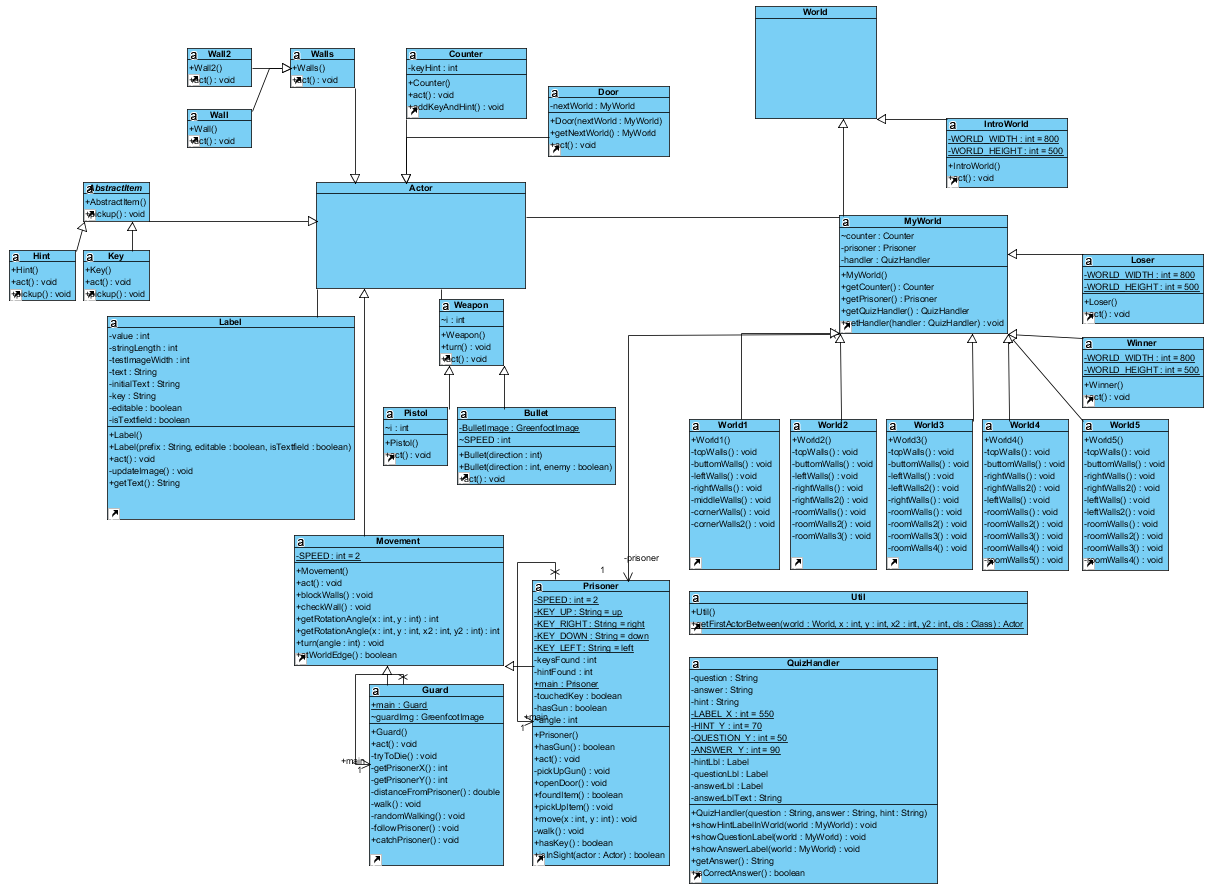 World
Wall2
+Wall2()
+act() : void
Walls
+Walls()
+act() : void
Wall
+Wall()
+act() : void
Counter
-keyHint : int
+Counter()
+act() : void
+addKeyAndHint() : void
Door
-nextWorld : MyWorld
+Door(nextWorld : MyWorld)
+getNextWorld() : MyWorld
+act() : void
IntroWorld
-WORLD_WIDTH : int = 800
-WORLD_HEIGHT : int = 500
+IntroWorld()
+act() : void
AbstractItem
+AbstractItem()
+pickup() : void
Hint
+Hint()
+act() : void
+pickup() : void
Key
+Key()
+act() : void
+pickup() : void
Actor
MyWorld
~counter : Counter
-prisoner : Prisoner
-handler : QuizHandler
+MyWorld()
+getCounter() : Counter
+getPrisoner() : Prisoner
+getQuizHandler() : QuizHandler
+setHandler(handler : QuizHandler) : void
Loser
-WORLD_WIDTH : int = 800
-WORLD_HEIGHT : int = 500
+Loser()
+act() : void
Winner
-WORLD_WIDTH : int = 800
-WORLD_HEIGHT : int = 500
+Winner()
+act() : void
Label
-value : int
-stringLength : int
-testImageWidth : int
-text : String
-initialText : String
-key : String
-editable : boolean
-isTextfield : boolean
+Label()
+Label(prefix : String, editable : boolean, isTextfield : boolean)
+act() : void
-updateImage() : void
+getText() : String
Weapon
~i : int
+Weapon()
+turn() : void
+act() : void
Pistol
~i : int
+Pistol()
+act() : void
Bullet
-BulletImage : GreenfootImage
~SPEED : int
+Bullet(direction : int)
+Bullet(direction : int, enemy : boolean)
+act() : void
World1
+World1()
-topWalls() : void
-buttomWalls() : void
-leftWalls() : void
-rightWalls() : void
-middleWalls() : void
-cornerWalls() : void
-cornerWalls2() : void
World2
+World2()
-topWalls() : void
-buttomWalls() : void
-leftWalls() : void
-rightWalls() : void
-rightWalls2() : void
-roomWalls() : void
-roomWalls2() : void
-roomWalls3() : void
World3
+World3()
-topWalls() : void
-buttomWalls() : void
-leftWalls() : void
-leftWalls2() : void
-rightWalls() : void
-roomWalls() : void
-roomWalls2() : void
-roomWalls3() : void
-roomWalls4() : void
World4
+World4()
-topWalls() : void
-buttomWalls() : void
-rightWalls() : void
-rightWalls2() : void
-leftWalls() : void
-roomWalls() : void
-roomWalls2() : void
-roomWalls3() : void
-roomWalls4() : void
-roomWalls5() : void
World5
+World5()
-topWalls() : void
-buttomWalls() : void
-rightWalls() : void
-rightWalls2() : void
-leftWalls() : void
-leftWalls2() : void
-roomWalls() : void
-roomWalls2() : void
-roomWalls3() : void
-roomWalls4() : void
Movement
-SPEED : int = 2
+Movement()
+act() : void
+blockWalls() : void
+checkWall() : void
+getRotationAngle(x : int, y : int) : int
+getRotationAngle(x : int, y : int, x2 : int, y2 : int) : int
+turn(angle : int) : void
+atWorldEdge() : boolean
-prisoner
1
Prisoner
-SPEED : int = 2
-KEY_UP : String = up
-KEY_RIGHT : String = right
-KEY_DOWN : String = down
-KEY_LEFT : String = left
-keysFound : int
-hintFound : int
+main : Prisoner
-touchedKey : boolean
-hasGun : boolean
-angle : int
+Prisoner()
+hasGun() : boolean
+act() : void
-pickUpGun() : void
+openDoor() : void
+foundItem() : boolean
+pickUpItem() : void
+move(x : int, y : int) : void
-walk() : void
+hasKey() : boolean
+isInSight(actor : Actor) : boolean
+main
1
Guard
+main : Guard
~guardImg : GreenfootImage
+Guard()
+act() : void
-tryToDie() : void
-getPrisonerX() : int
-getPrisonerY() : int
-distanceFromPrisoner() : double
-walk() : void
-randomWalking() : void
-followPrisoner() : void
+catchPrisoner() : void
+main
1
Util
+Util()
+getFirstActorBetween(world : World, x : int, y : int, x2 : int, y2 : int, cls : Class) : Actor
QuizHandler
-question : String
-answer : String
-hint : String
-LABEL_X : int = 550
-HINT_Y : int = 70
-QUESTION_Y : int = 50
-ANSWER_Y : int = 90
-hintLbl : Label
-questionLbl : Label
-answerLbl : Label
-answerLblText : String
+QuizHandler(question : String, answer : String, hint : String)
+showHintLabelInWorld(world : MyWorld) : void
+showQuestionLabel(world : MyWorld) : void
+showAnswerLabel(world : MyWorld) : void
+getAnswer() : String
+isCorrectAnswer() : boolean